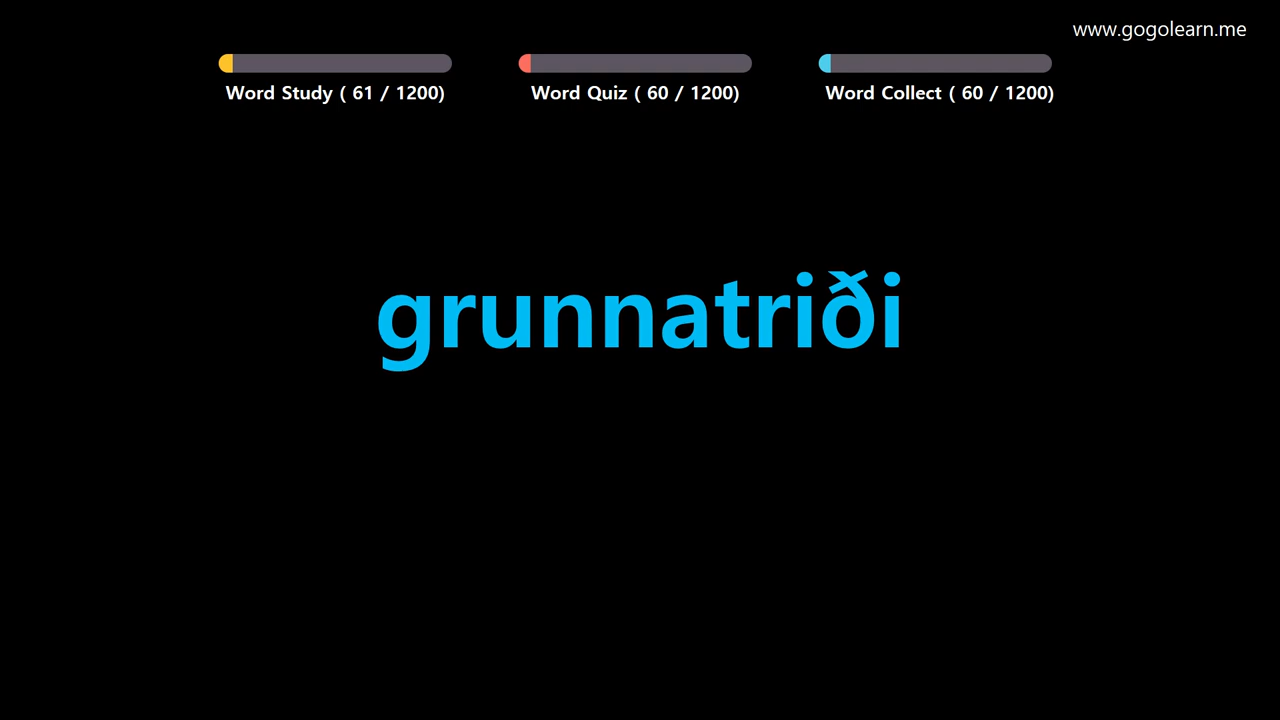 www.gogolearn.me
Word Study ( 61 / 1200)
Word Quiz ( 60 / 1200)
Word Collect ( 60 / 1200)
grunnatriði